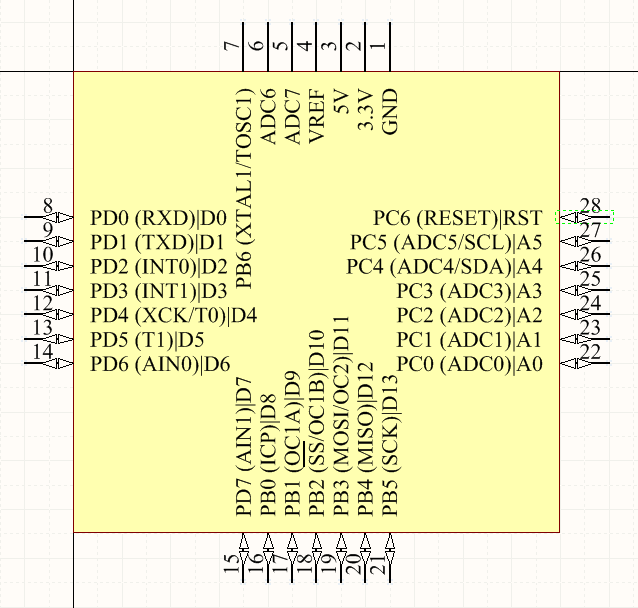 7
6
5
4
3
2
1
PB6 (XTAL1/TOSC1)
ADC6
ADC7
VREF
5V
3.3V
GND
8
PD0 (RXD)|D0
9
PD1 (TXD)|D1
10
PD2 (INT0)|D2
11
PD3 (INT1)|D3
12
PD4 (XCK/T0)|D4
13
PD5 (T1)|D5
14
PD6 (AIN0)|D6
PC6 (RESET)|RST
28
PC5 (ADC5/SCL)|A5
27
PC4 (ADC4/SDA)|A4
26
PC3 (ADC3)|A3
25
PC2 (ADC2)|A2
24
PC1 (ADC1)|A1
23
PC0 (ADC0)|A0
22
PD7 (AIN1)|D7
PB0 (ICP)|D8
PB1 (OC1A)|D9
PB2 (SS/OC1B)|D10
PB3 (MOSI/OC2)|D11
PB4 (MISO)|D12
PB5 (SCK)|D13
15
16
17
18
19
20
21